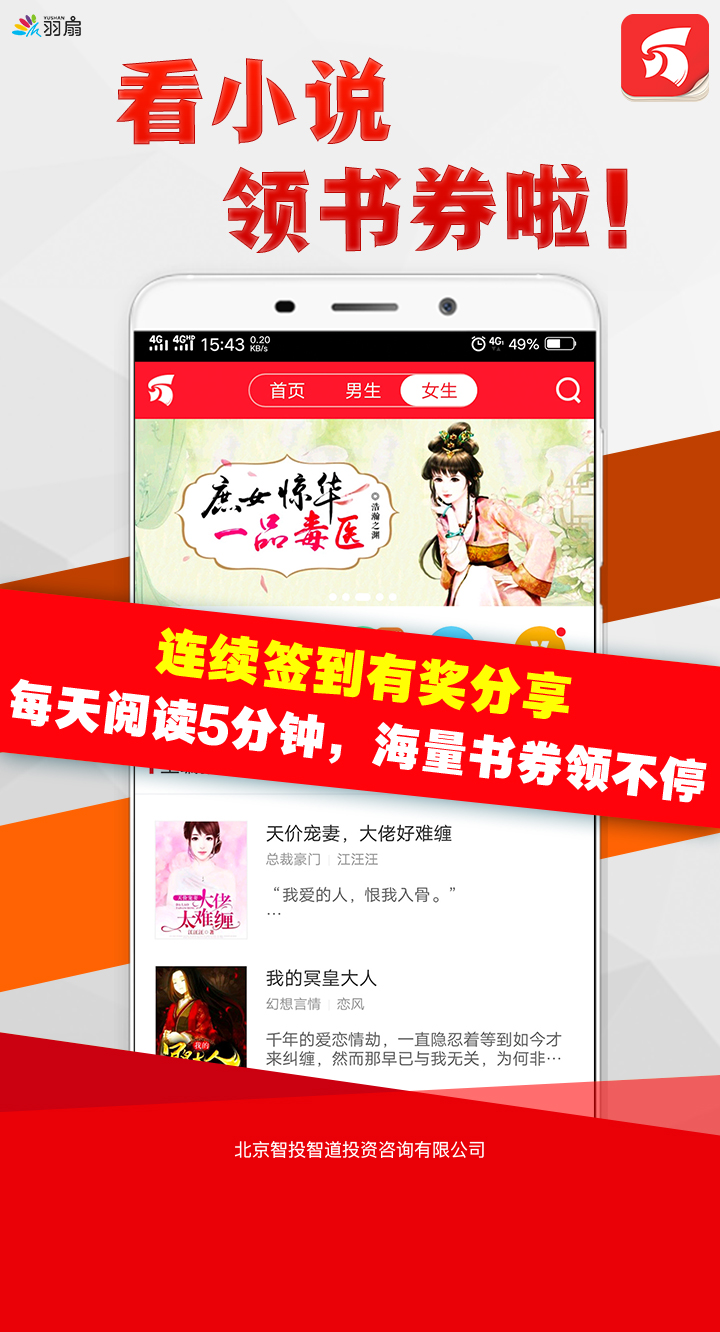 YUSHAN
羽扇
看小说
领书券啦!
4G 4GHD 15:43 0.20 KB/s 4G 49%
首页 男生 女生
庶女惊华
一品毒医
浩瀚之渊
连续签到有奖分享
每天阅读5分钟，海量书券领不停
天价宠妻，大佬好难缠
总裁豪门 江汪汪
“我爱的人，恨我入骨。”
…
大佬
太难缠
我的冥皇大人
幻想言情 恋风
千年的爱恋情劫，一直隐忍着等到如今才
来纠缠，然而那早已与我无关，为何非…
我的
北京智投智道投资咨询有限公司